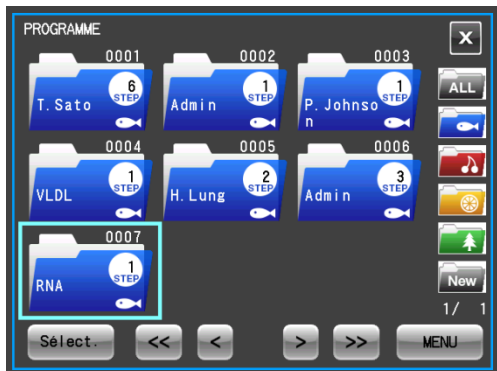 PROGRAMME
X
0001 0002 0003
6 STEP 1 STEP 1 STEP
T. Sato Admin P. Johnso
n
ALL
0004 0005 0006
1 STEP 2 STEP 3 STEP
VLDL H. Lung Admin
0007
1 STEP
RNA
New
1/ 1
Sélect. << < > >> MENU